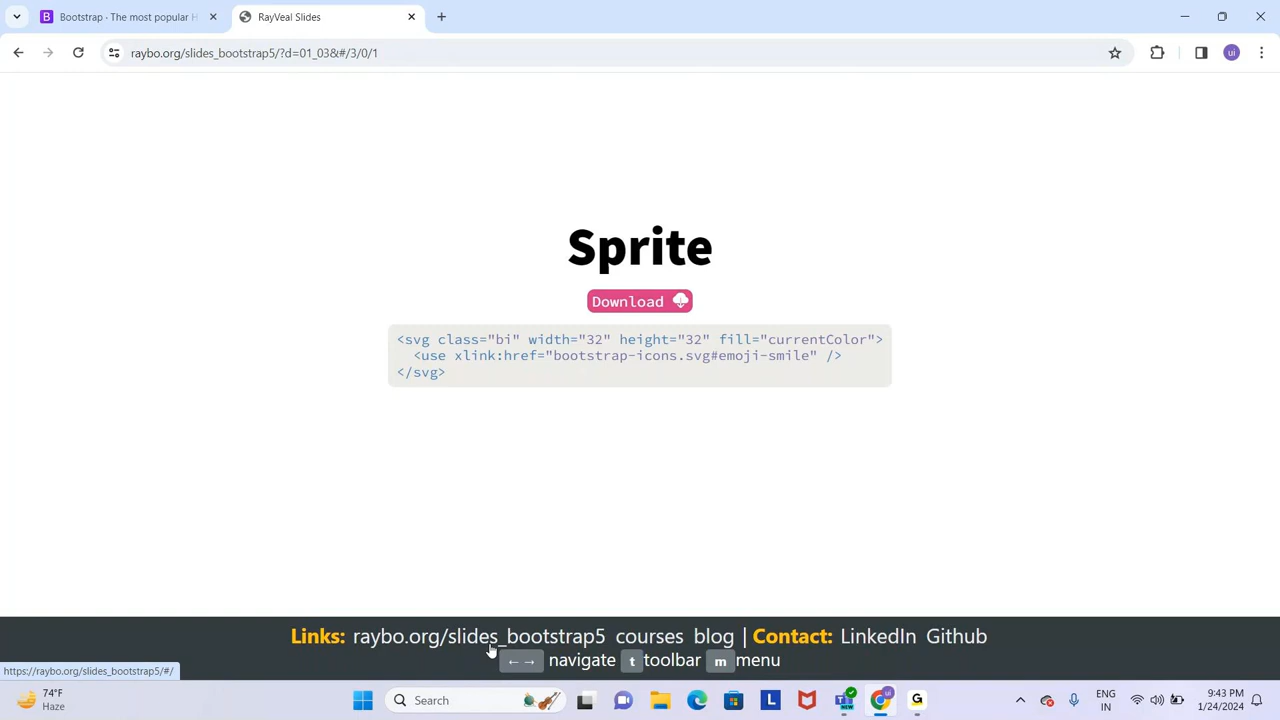 Bootstrap · The most popular H
RayVeal Slides
raybo.org/slides_bootstrap5/?d=01_03&#/3/0/1
ui
Sprite
Download
<svg class="bi" width="32" height="32" fill="currentColor">
<use xlink:href="bootstrap-icons.svg#emoji-smile" />
</svg>
Links: raybo.org/slides_bootstrap5 courses blog | Contact: LinkedIn Github
←→ navigate t toolbar m menu
https://raybo.org/slides_bootstrap5/#/
74°F
Haze
Search
ENG
IN
9:43 PM
1/24/2024